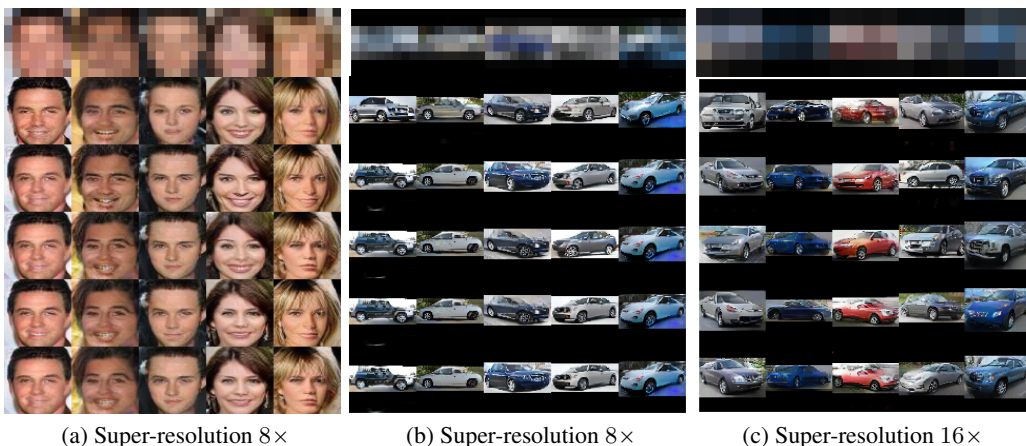 (a) Super-resolution 8×
(b) Super-resolution 8×
(c) Super-resolution 16×